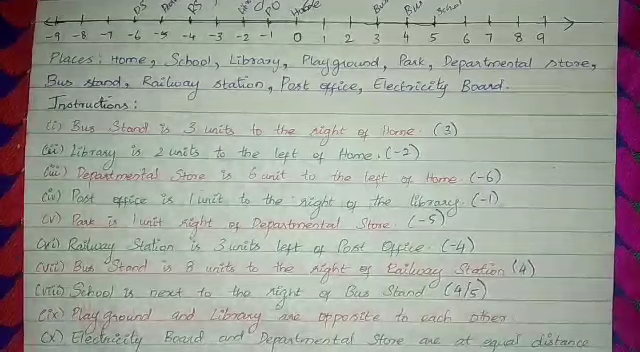 DS RS PO Home Bus Bus School
-9 -8 -7 -6 -5 -4 -3 -2 -1 0 1 2 3 4 5 6 7 8 9
Places: Home, School, Library, Playground, Park, Departmental store,
Bus stand, Railway station, Post office, Electricity Board.
Instructions:
(i) Bus Stand is 3 units to the right of Home. (3)
(ii) Library is 2 units to the left of Home. (-2)
(iii) Departmental Store is 6 unit to the left of Home (-6)
(iv) Post office is 1 unit to the right of the library. (-1)
(v) Park is 1 unit right of Departmental Store. (-5)
(vi) Railway Station is 3 units left of Post Office. (-4)
(vii) Bus Stand is 8 units to the right of Railway Station (4)
(viii) School is next to the right of Bus Stand (4/5)
(ix) Playground and Library are opposite to each other
(x) Electricity Board and Departmental Store are at equal distance